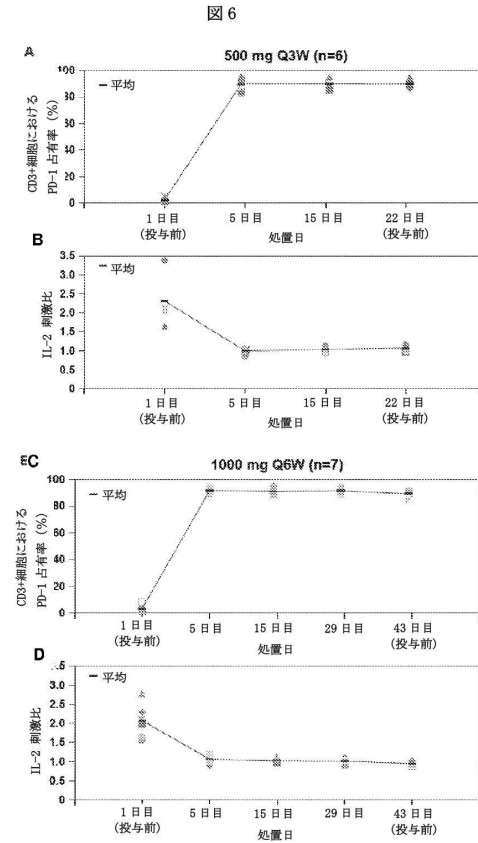 図 6
A
500 mg Q3W (n=6)
平均
CD3+細胞における
PD-1 占有率 (%)
100
80
60
40
20
0
1 日目
(投与前)
5 日目
15 日目
22 日目
(投与前)
処置日
B
平均
IL-2 刺激比
3.5
3.0
2.5
2.0
1.5
1.0
0.5
0
1 日目
(投与前)
5 日目
15 日目
22 日目
(投与前)
処置日
C
1000 mg Q6W (n=7)
平均
CD3+細胞における
PD-1 占有率 (%)
100
80
60
40
20
0
1 日目
(投与前)
5 日目
15 日目
29 日目
43 日目
(投与前)
処置日
D
平均
IL-2 刺激比
3.5
3.0
2.5
2.0
1.5
1.0
0.5
0
1 日目
(投与前)
5 日目
15 日目
29 日目
43 日目
(投与前)
処置日